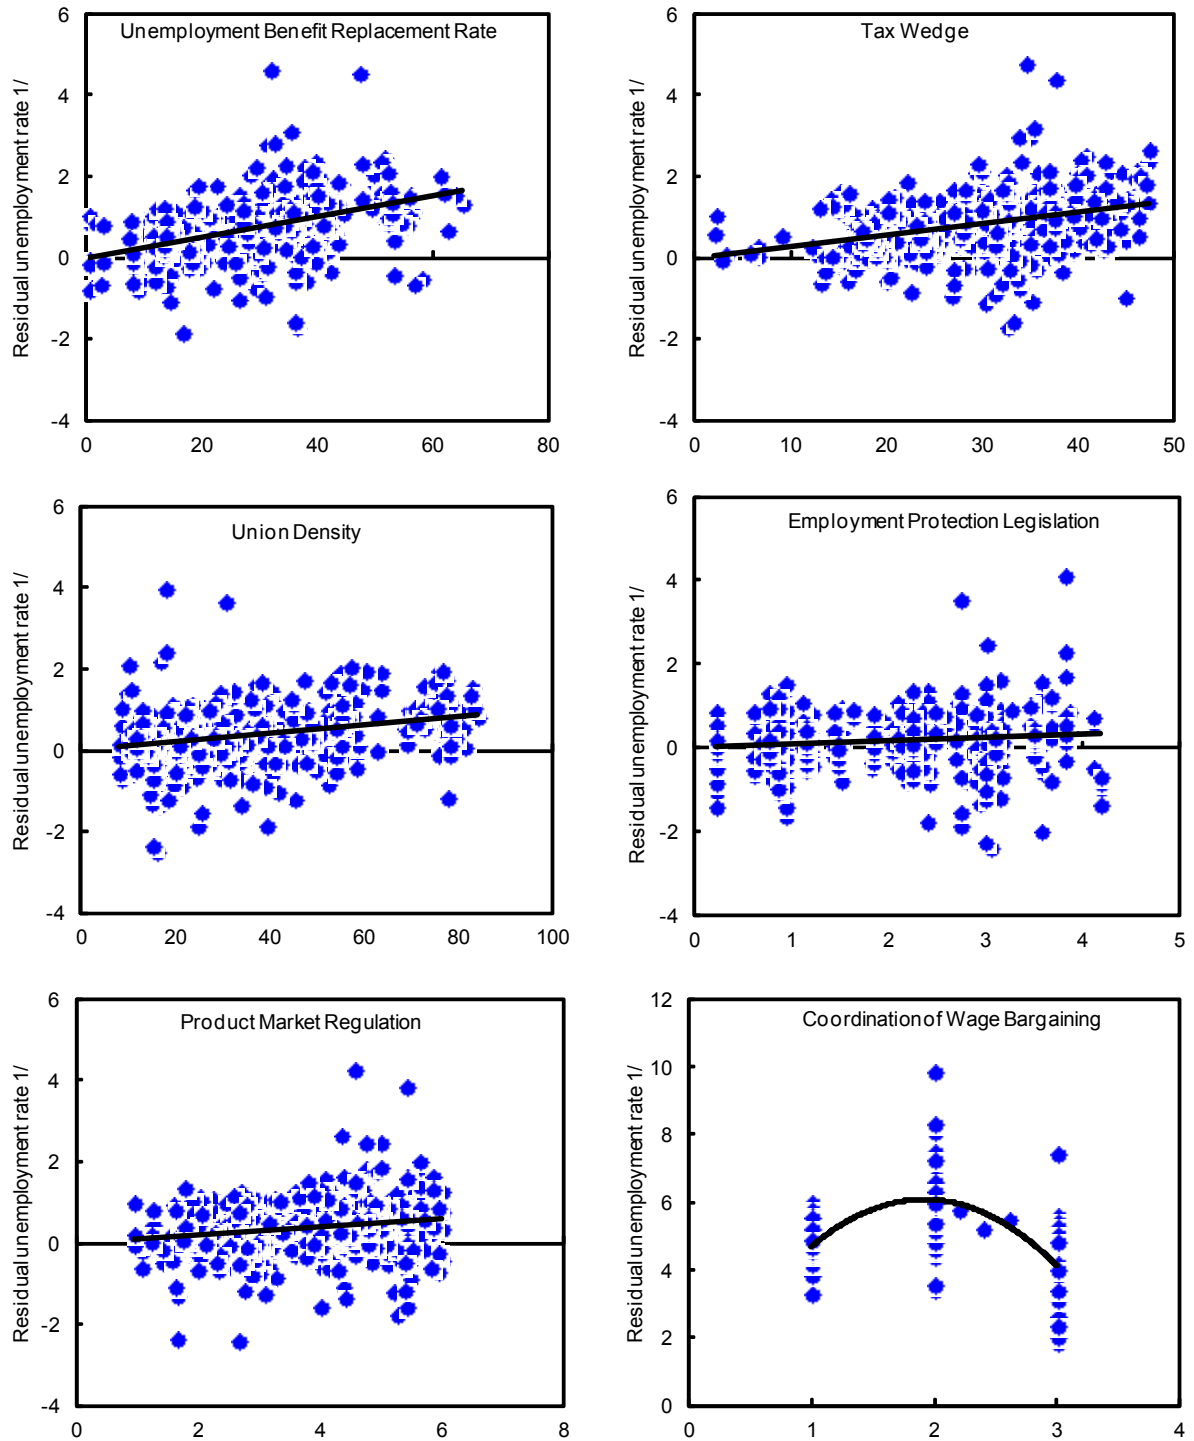 Unemployment Benefit Replacement Rate
Residual unemployment rate 1/
6
4
2
0
-2
-4
0 20 40 60 80
Tax Wedge
Residual unemployment rate 1/
6
4
2
0
-2
-4
0 10 20 30 40 50
Union Density
Residual unemployment rate 1/
6
4
2
0
-2
-4
0 20 40 60 80 100
Employment Protection Legislation
Residual unemployment rate 1/
6
4
2
0
-2
-4
0 1 2 3 4 5
Product Market Regulation
Residual unemployment rate 1/
6
4
2
0
-2
-4
0 2 4 6 8
Coordination of Wage Bargaining
Residual unemployment rate 1/
12
10
8
6
4
2
0
0 1 2 3 4